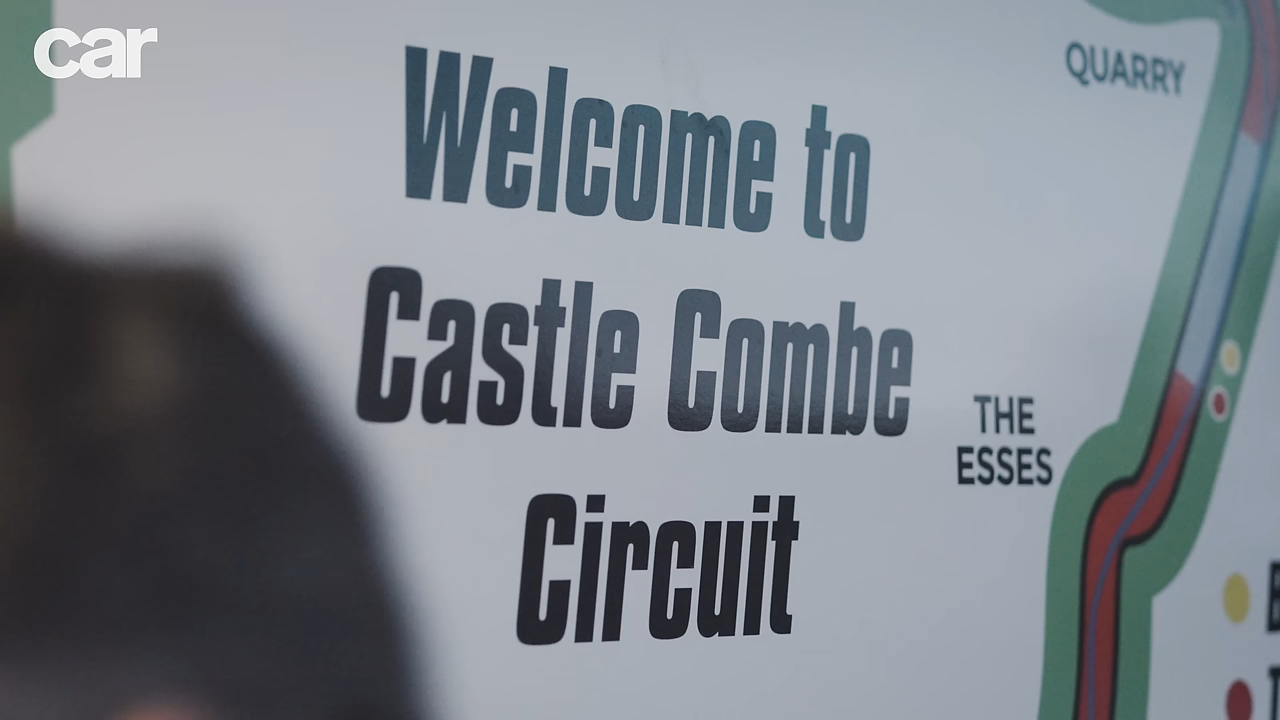 car
QUARRY
Welcome to
Castle Combe
THE
ESSES
Circuit